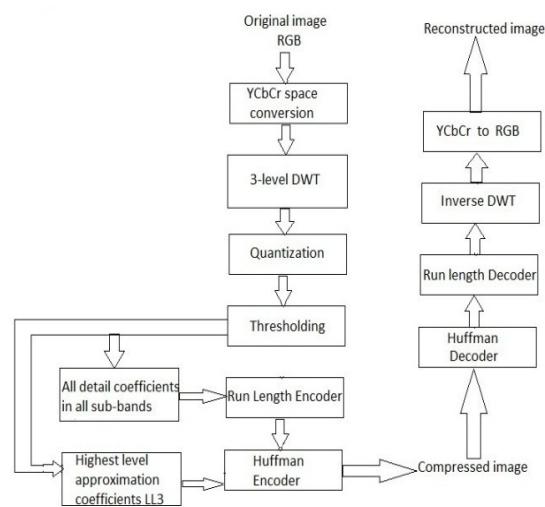 Original image
RGB
YCbCr space
conversion
3-level DWT
Quantization
Thresholding
All detail coefficients
in all sub-bands
Run Length Encoder
Highest level
approximation
coefficients LL3
Huffman
Encoder
Compressed image
Huffman
Decoder
Run length Decoder
Inverse DWT
YCbCr to RGB
Reconstructed image